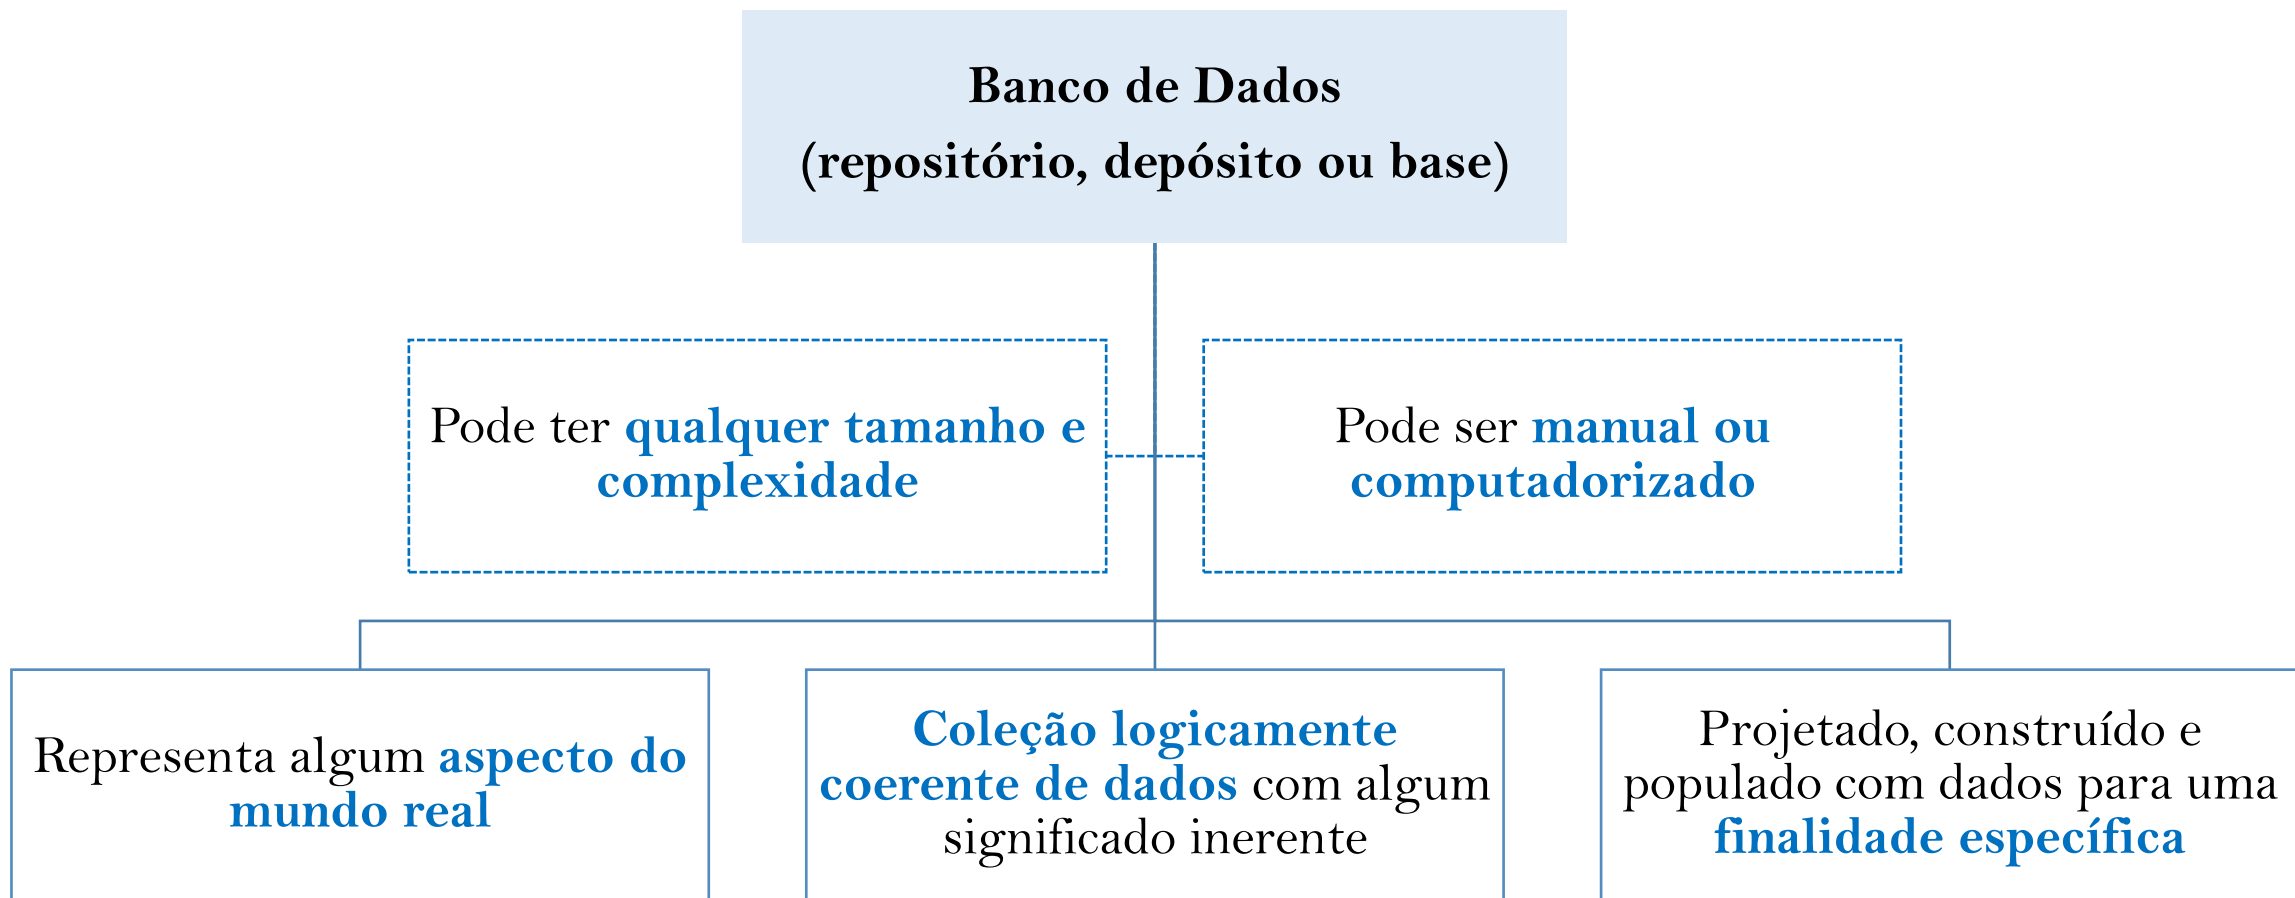 Banco de Dados
(repositório, depósito ou base)
Pode ter qualquer tamanho e
complexidade
Pode ser manual ou
computadorizado
Representa algum aspecto do
mundo real
Coleção logicamente
coerente de dados com algum
significado inerente
Projetado, construído e
populado com dados para uma
finalidade específica